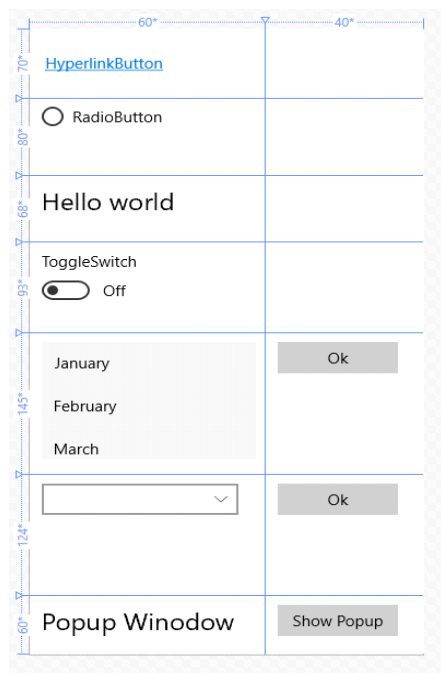 60* 40*
70*
HyperlinkButton
80*
RadioButton
68*
Hello world
93*
ToggleSwitch
Off
145*
January
Ok
February
March
124*
Ok
60*
Popup Winodow
Show Popup